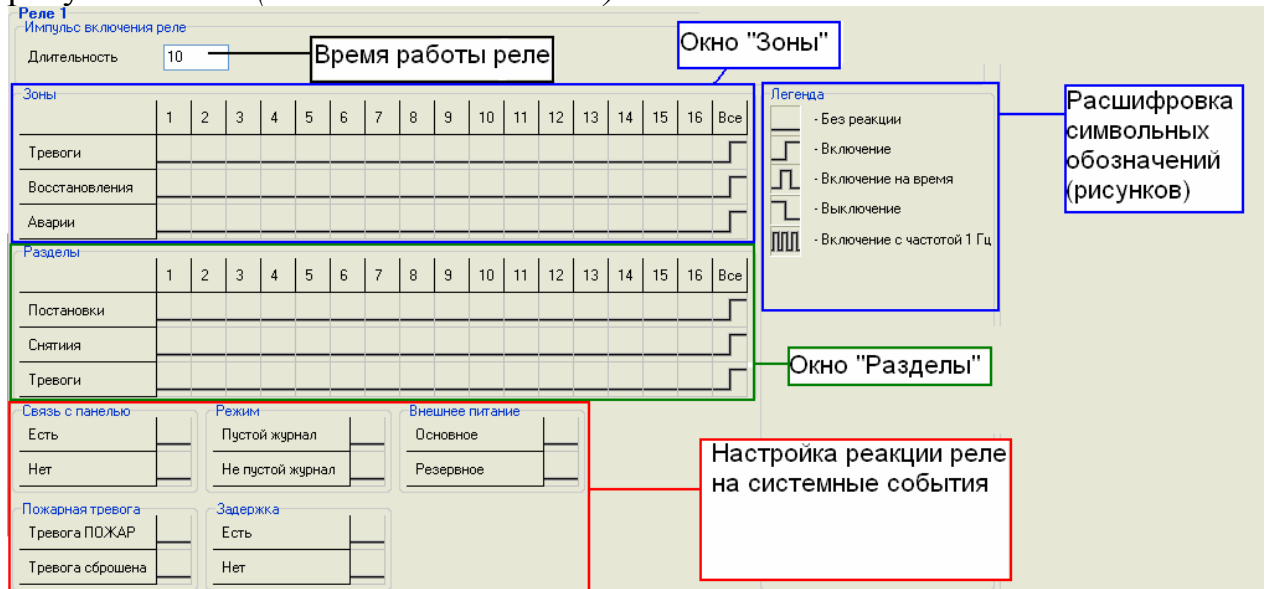 Реле 1
Импульс включения реле
Длительность 10 Время работы реле
Окно "Зоны"
Зоны
1 2 3 4 5 6 7 8 9 10 11 12 13 14 15 16 Все
Тревоги
Восстановления
Аварии
Легенда
- Без реакции
- Включение
- Включение на время
- Выключение
- Включение с частотой 1 Гц
Расшифровка
символьных
обозначений
(рисунков)
Разделы
1 2 3 4 5 6 7 8 9 10 11 12 13 14 15 16 Все
Постановки
Снятиия
Тревоги
Окно "Разделы"
Связь с панелью
Есть
Нет
Режим
Пустой журнал
Не пустой журнал
Внешнее питание
Основное
Резервное
Пожарная тревога
Тревога ПОЖАР
Тревога сброшена
Задержка
Есть
Нет
Настройка реакции реле
на системные события